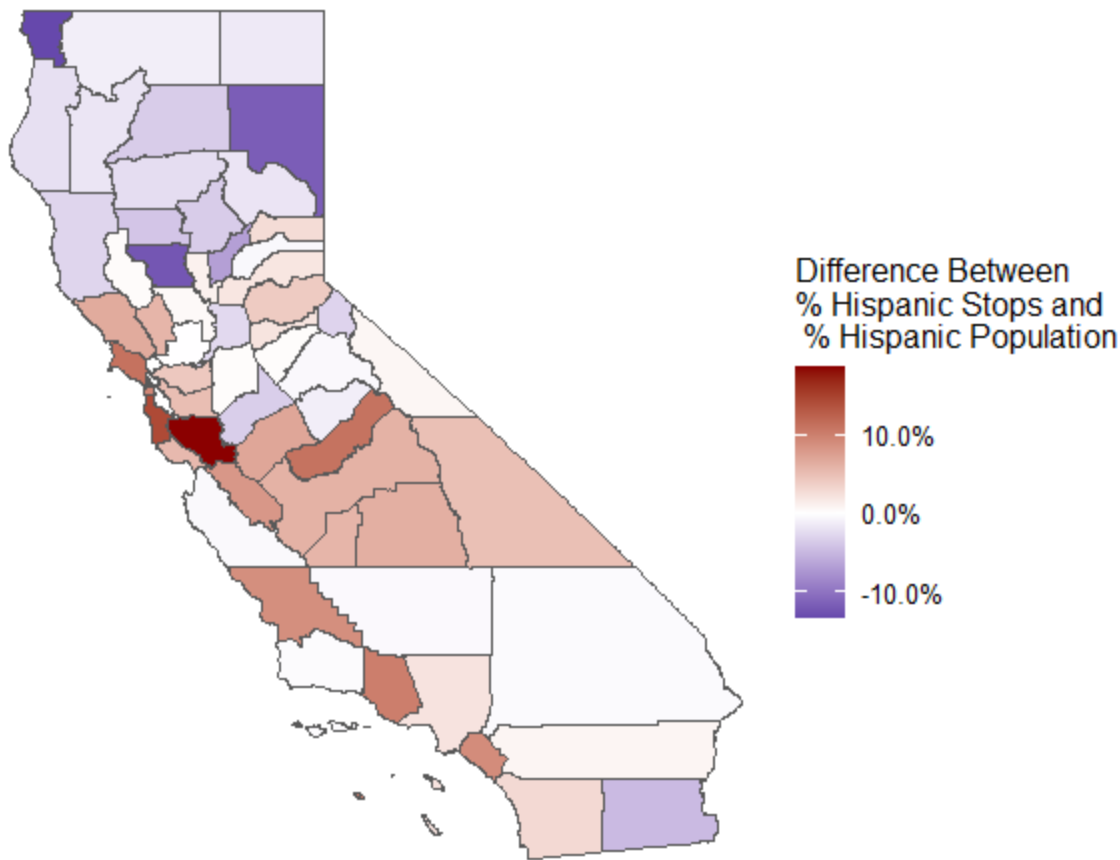 Difference Between
% Hispanic Stops and
% Hispanic Population
10.0%
0.0%
-10.0%